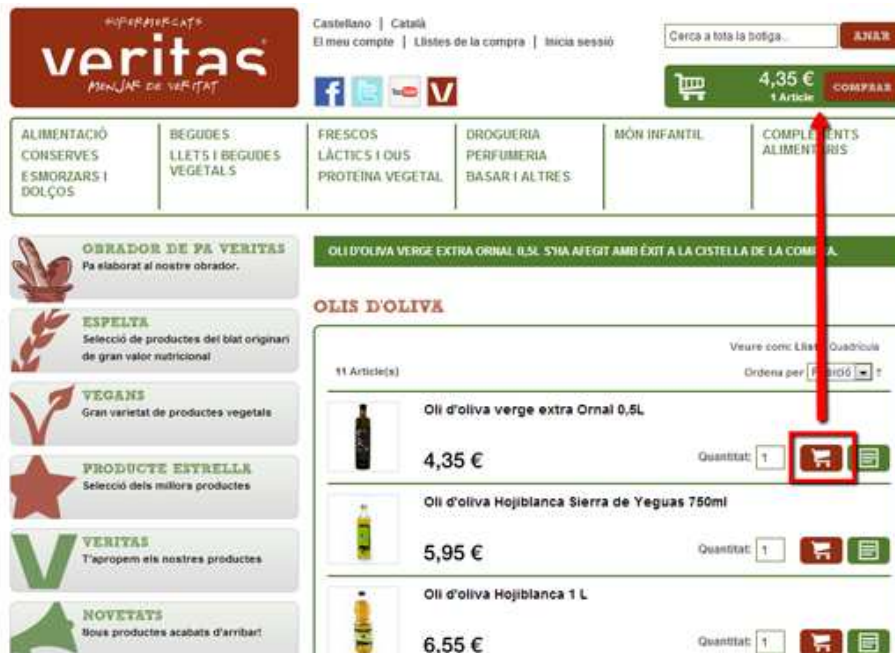 SUPERMERCATS
veritas
MENJAR DE VERITAT
Castellano | Català
El meu compte | Llistes de la compra | Inicia sessió
Cerca a tota la botiga...
ANAR
4,35 €
1 Article
COMPRAR
ALIMENTACIÓ
CONSERVES
ESMORZARS I
DOLÇOS
BEGUDES
LLETS I BEGUDES
VEGETALS
FRESCOS
LÀCTICS I OUS
PROTEÏNA VEGETAL
DROGUERIA
PERFUMERIA
BASAR I ALTRES
MÓN INFANTIL
COMPLEMENTS
ALIMENTARIS
OBRADOR DE PA VERITAS
Pa elaborat al nostre obrador.
ESPELTA
Selecció de productes del blat originari
de gran valor nutricional
VEGANS
Gran varietat de productes vegetals
PRODUCTE ESTRELLA
Selecció dels millors productes
VERITAS
T'apropem els nostres productes
NOVETATS
Nous productes acabats d'arribar!
OLI D'OLIVA VERGE EXTRA ORNAL 0,5L S'HA AFEGIT AMB ÈXIT A LA CISTELLA DE LA COMPRA.
OLIS D'OLIVA
Veure com: Llista Quadrícula
11 Article(s)
Ordena per Posició
Oli d'oliva verge extra Ornal 0,5L
4,35 €
Quantitat: 1
Oli d'oliva Hojiblanca Sierra de Yeguas 750ml
5,95 €
Quantitat: 1
Oli d'oliva Hojiblanca 1 L
6,55 €
Quantitat: 1